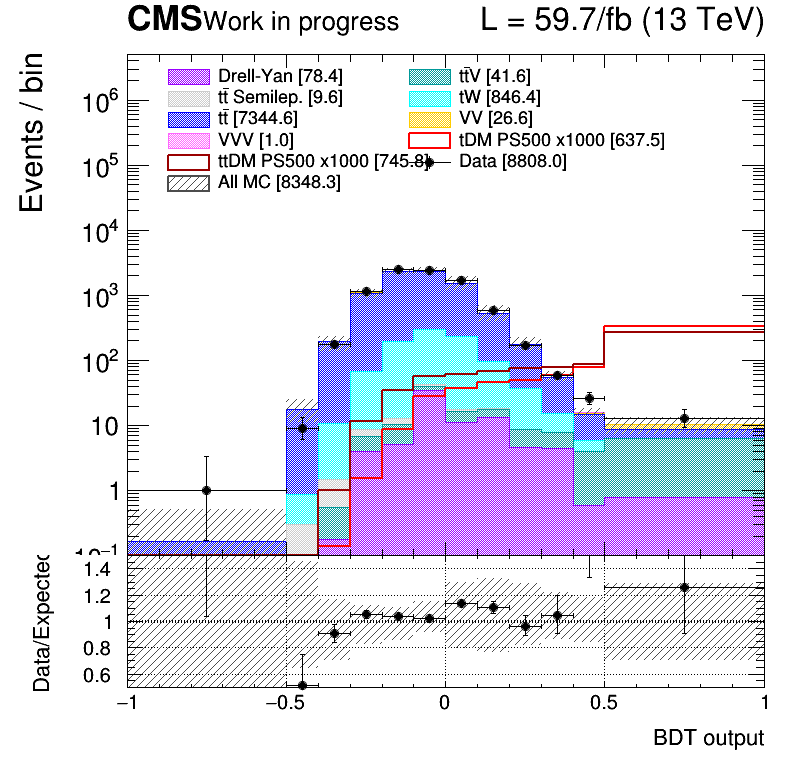 CMS Work in progress L = 59.7/fb (13 TeV)
Events / bin
Drell-Yan [78.4]
tt̄V [41.6]
tt̄ Semilep. [9.6]
tW [846.4]
tt̄ [7344.6]
VV [26.6]
VVV [1.0]
tDM PS500 x1000 [637.5]
ttDM PS500 x1000 [745.8]
Data [8808.0]
All MC [8348.3]
10⁶
10⁵
10⁴
10³
10²
10
1
10⁻¹
Data/Expected
1.4
1.2
1
0.8
0.6
−1 −0.5 0 0.5 1
BDT output